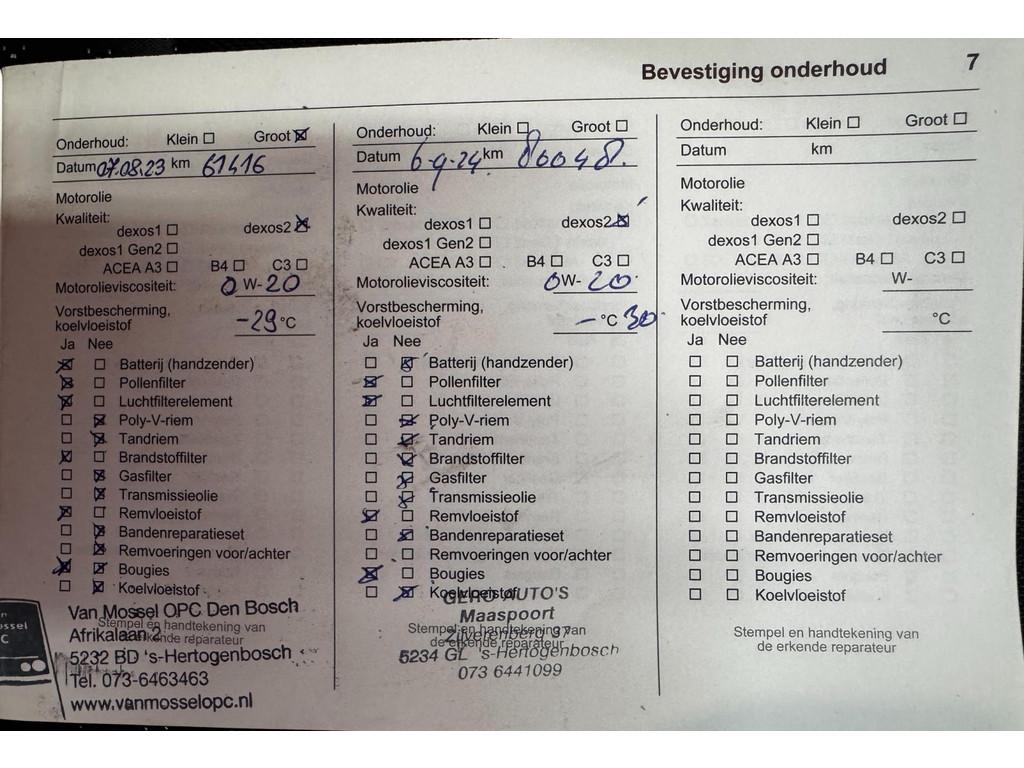 Bevestiging onderhoud 7
Onderhoud: Klein ☐ Groot ☒
Datum 07.08.23 km 61416
Motorolie
Kwaliteit:
dexos1 ☐ dexos2 ☒
dexos1 Gen2 ☐
ACEA A3 ☐ B4 ☐ C3 ☐
Motorolieviscositeit: 0 W- 20
Vorstbescherming,
koelvloeistof -29 °C
Ja Nee
☒ ☐ Batterij (handzender)
☒ ☐ Pollenfilter
☒ ☐ Luchtfilterelement
☐ ☒ Poly-V-riem
☐ ☒ Tandriem
☒ ☐ Brandstoffilter
☐ ☒ Gasfilter
☐ ☒ Transmissieolie
☒ ☐ Remvloeistof
☐ ☒ Bandenreparatieset
☐ ☒ Remvoeringen voor/achter
☒ ☒ Bougies
☐ ☒ Koelvloeistof
Van Mossel OPC Den Bosch
Stempel en handtekening van
Afrikalaan 2
de erkende reparateur
5232 BD 's-Hertogenbosch
Tel. 073-6463463
www.vanmosselopc.nl
Onderhoud: Klein ☐ Groot ☐
Datum 6-9-24 km 86048.
Motorolie
Kwaliteit:
dexos1 ☐ dexos2 ☒
dexos1 Gen2 ☐
ACEA A3 ☐ B4 ☐ C3 ☐
Motorolieviscositeit: 0W- 20
Vorstbescherming,
koelvloeistof - °C 30
Ja Nee
☐ ☒ Batterij (handzender)
☒ ☐ Pollenfilter
☒ ☐ Luchtfilterelement
☐ ☒ Poly-V-riem
☐ ☒ Tandriem
☐ ☒ Brandstoffilter
☐ ☒ Gasfilter
☐ ☒ Transmissieolie
☒ ☐ Remvloeistof
☐ ☒ Bandenreparatieset
☐ ☐ Remvoeringen voor/achter
☒ ☐ Bougies
☐ ☒ Koelvloeistof
GERO AUTO'S
Maaspoort
Stempel en handtekening van
Zilverenberg 37
de erkende reparateur
5234 GL 's-Hertogenbosch
073 6441099
Onderhoud: Klein ☐ Groot ☐
Datum km
Motorolie
Kwaliteit:
dexos1 ☐ dexos2 ☐
dexos1 Gen2 ☐
ACEA A3 ☐ B4 ☐ C3 ☐
Motorolieviscositeit: W-
Vorstbescherming,
koelvloeistof °C
Ja Nee
☐ ☐ Batterij (handzender)
☐ ☐ Pollenfilter
☐ ☐ Luchtfilterelement
☐ ☐ Poly-V-riem
☐ ☐ Tandriem
☐ ☐ Brandstoffilter
☐ ☐ Gasfilter
☐ ☐ Transmissieolie
☐ ☐ Remvloeistof
☐ ☐ Bandenreparatieset
☐ ☐ Remvoeringen voor/achter
☐ ☐ Bougies
☐ ☐ Koelvloeistof
Stempel en handtekening van
de erkende reparateur